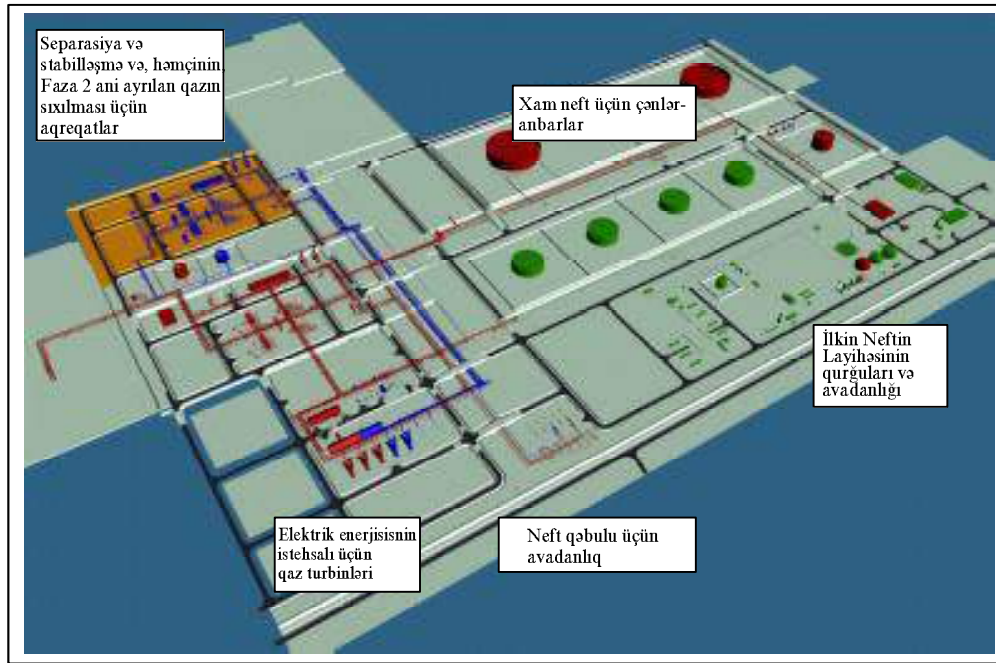 Separasiya və
stabilləşmə və, həmçinin,
Faza 2 ani ayrılan qazın
sıxılması üçün
aqreqatlar
Xam neft üçün çənlər-
anbarlar
İlkin Neftin
Layihəsinin
qurğuları və
avadanlığı
Elektrik enerjisisnin
istehsalı üçün
qaz turbinləri
Neft qəbulu üçün
avadanlıq